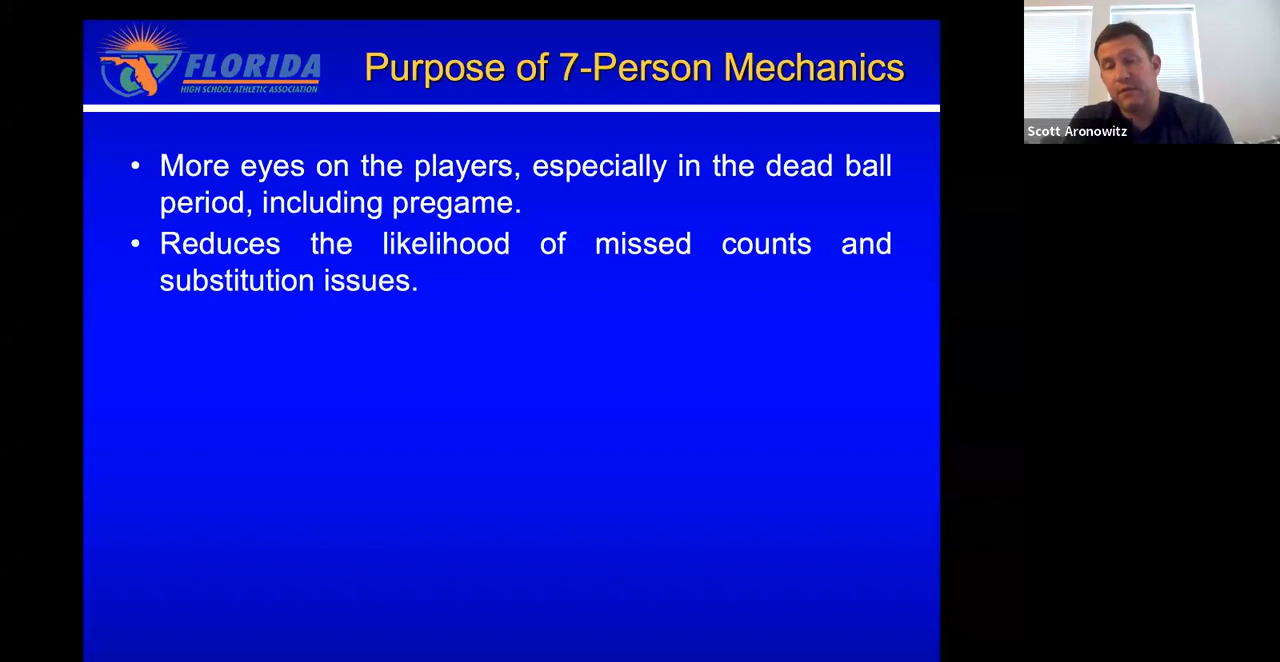 FLORIDA
HIGH SCHOOL ATHLETIC ASSOCIATION
Purpose of 7-Person Mechanics
• More eyes on the players, especially in the dead ball
period, including pregame.
• Reduces the likelihood of missed counts and
substitution issues.
Scott Aronowitz